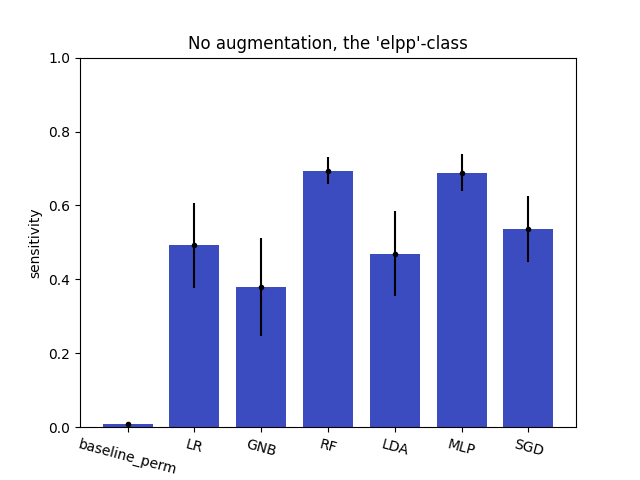 No augmentation, the 'elpp'-class
1.0
0.8
0.6
0.4
0.2
0.0
sensitivity
baseline_perm LR GNB RF LDA MLP SGD